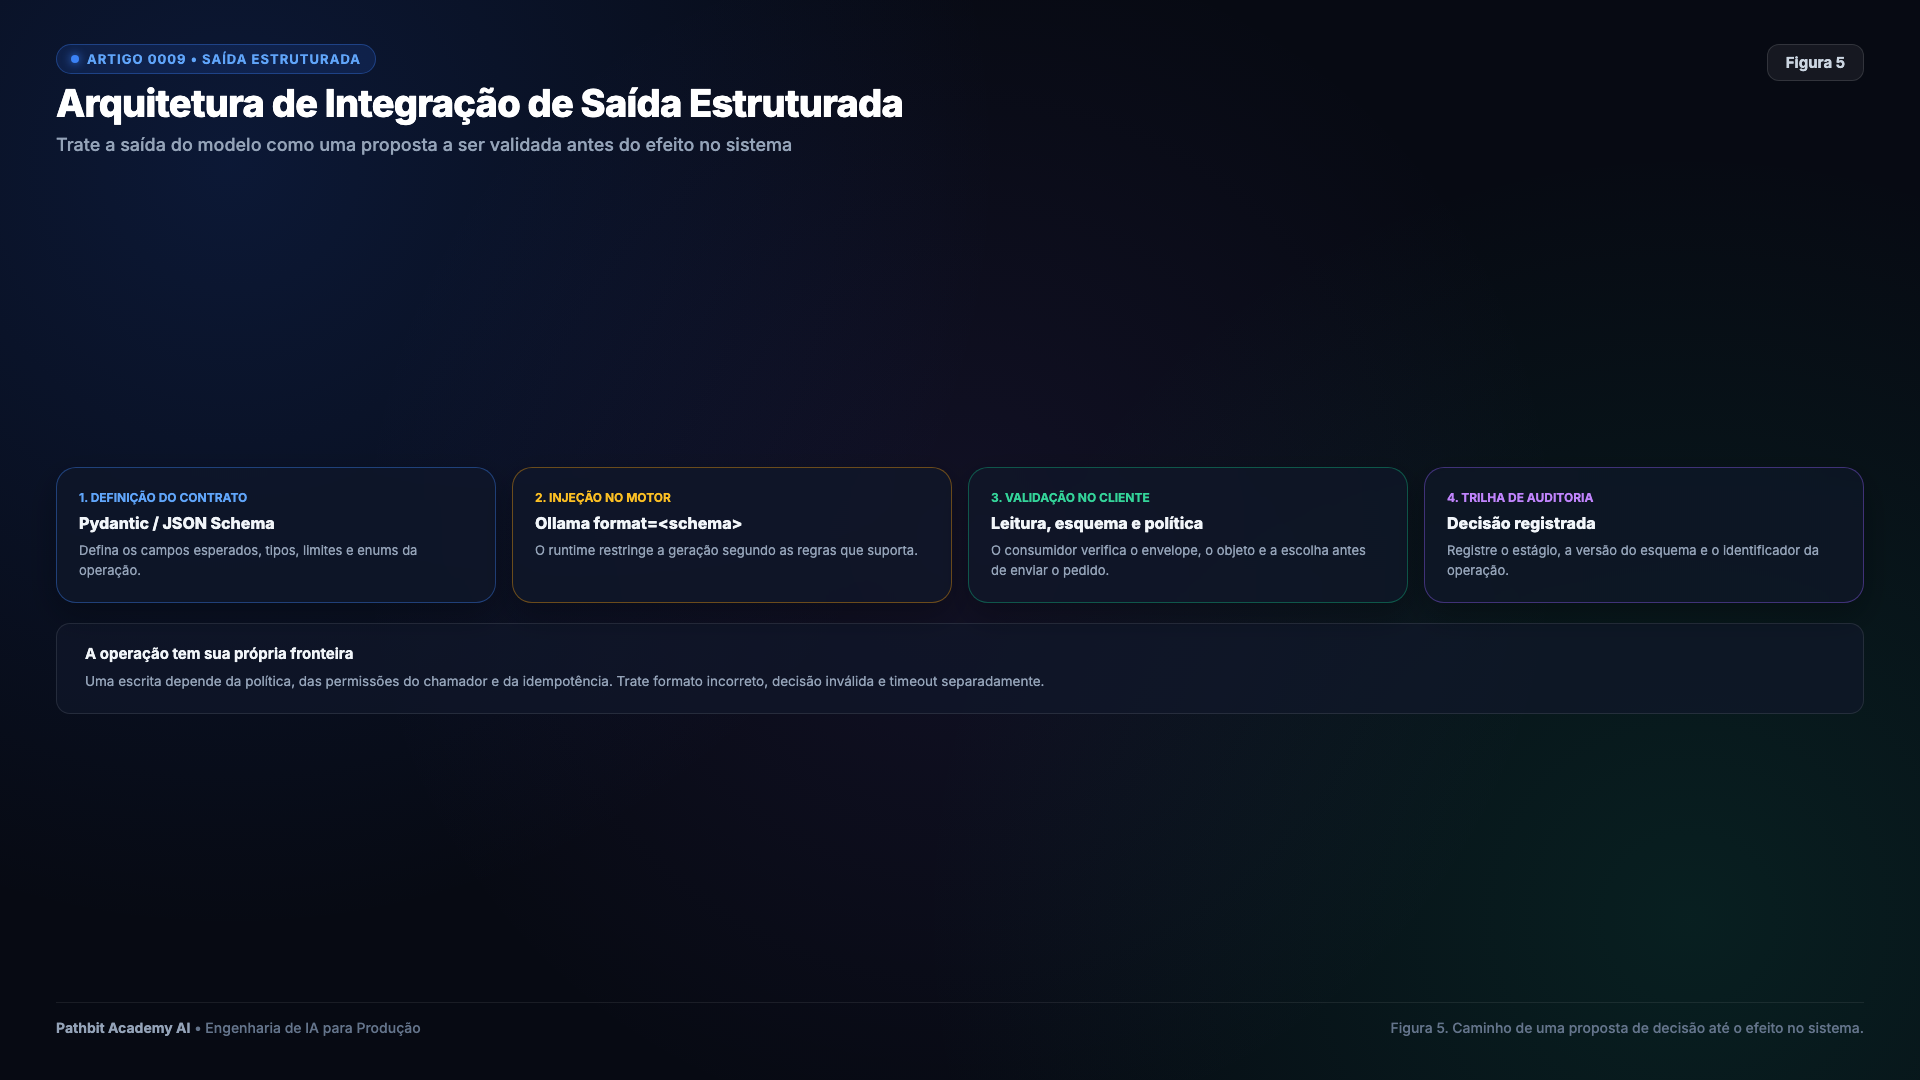 ARTIGO 0009 • SAÍDA ESTRUTURADA
Figura 5
Arquitetura de Integração de Saída Estruturada
Trate a saída do modelo como uma proposta a ser validada antes do efeito no sistema
1. DEFINIÇÃO DO CONTRATO
Pydantic / JSON Schema
Defina os campos esperados, tipos, limites e enums da
operação.
2. INJEÇÃO NO MOTOR
Ollama format=<schema>
O runtime restringe a geração segundo as regras que suporta.
3. VALIDAÇÃO NO CLIENTE
Leitura, esquema e política
O consumidor verifica o envelope, o objeto e a escolha antes
de enviar o pedido.
4. TRILHA DE AUDITORIA
Decisão registrada
Registre o estágio, a versão do esquema e o identificador da
operação.
A operação tem sua própria fronteira
Uma escrita depende da política, das permissões do chamador e da idempotência. Trate formato incorreto, decisão inválida e timeout separadamente.
Pathbit Academy AI • Engenharia de IA para Produção
Figura 5. Caminho de uma proposta de decisão até o efeito no sistema.